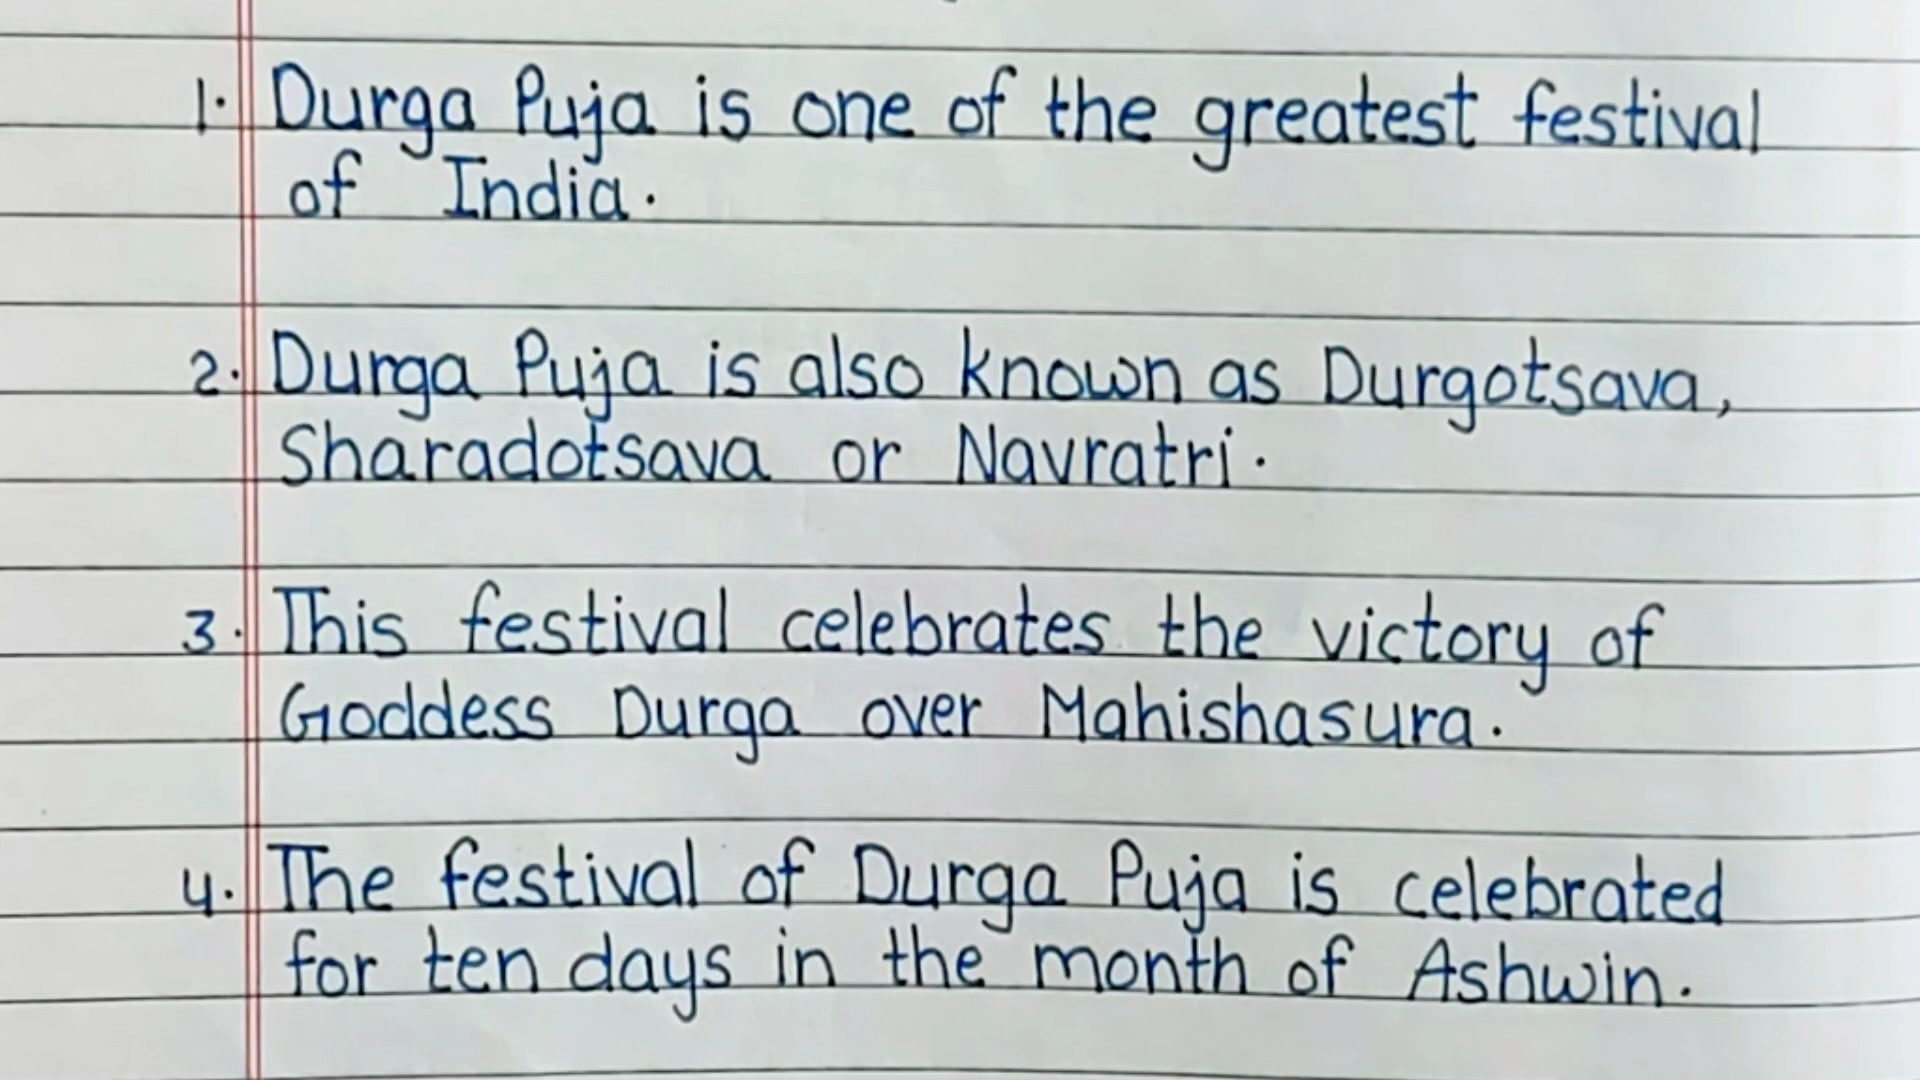 1. Durga Puja is one of the greatest festival
of India.
2. Durga Puja is also known as Durgotsava,
Sharadotsava or Navratri.
3. This festival celebrates the victory of
Goddess Durga over Mahishasura.
4. The festival of Durga Puja is celebrated
for ten days in the month of Ashwin.